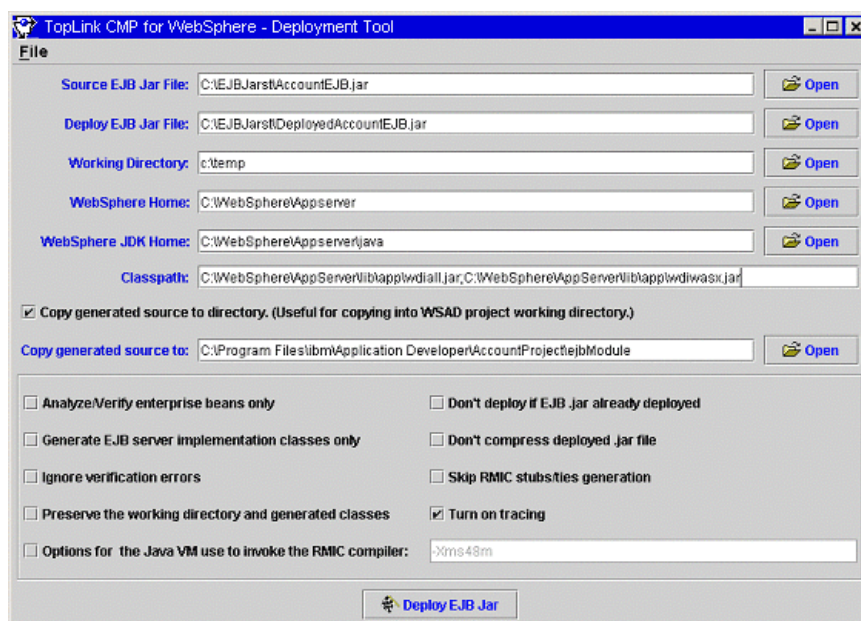 TopLink CMP for WebSphere - Deployment Tool
File
Source EJB Jar File: C:\EJBJarst\AccountEJB.jar Open
Deploy EJB Jar File: C:\EJBJarst\DeployedAccountEJB.jar Open
Working Directory: c:\temp Open
WebSphere Home: C:\WebSphere\Appserver Open
WebSphere JDK Home: C:\WebSphere\Appserver\java Open
Classpath: C:\WebSphere\AppServer\lib\app\wdiall.jar,C:\WebSphere\AppServer\lib\app\wdiwasx.jar
Copy generated source to directory. (Useful for copying into WSAD project working directory.)
Copy generated source to: C:\Program Files\ibm\Application Developer\AccountProject\ejbModule Open
Analyze/Verify enterprise beans only Don't deploy if EJB .jar already deployed
Generate EJB server implementation classes only Don't compress deployed .jar file
Ignore verification errors Skip RMIC stubs/ties generation
Preserve the working directory and generated classes Turn on tracing
Options for the Java VM use to invoke the RMIC compiler: -Xms48m
Deploy EJB Jar